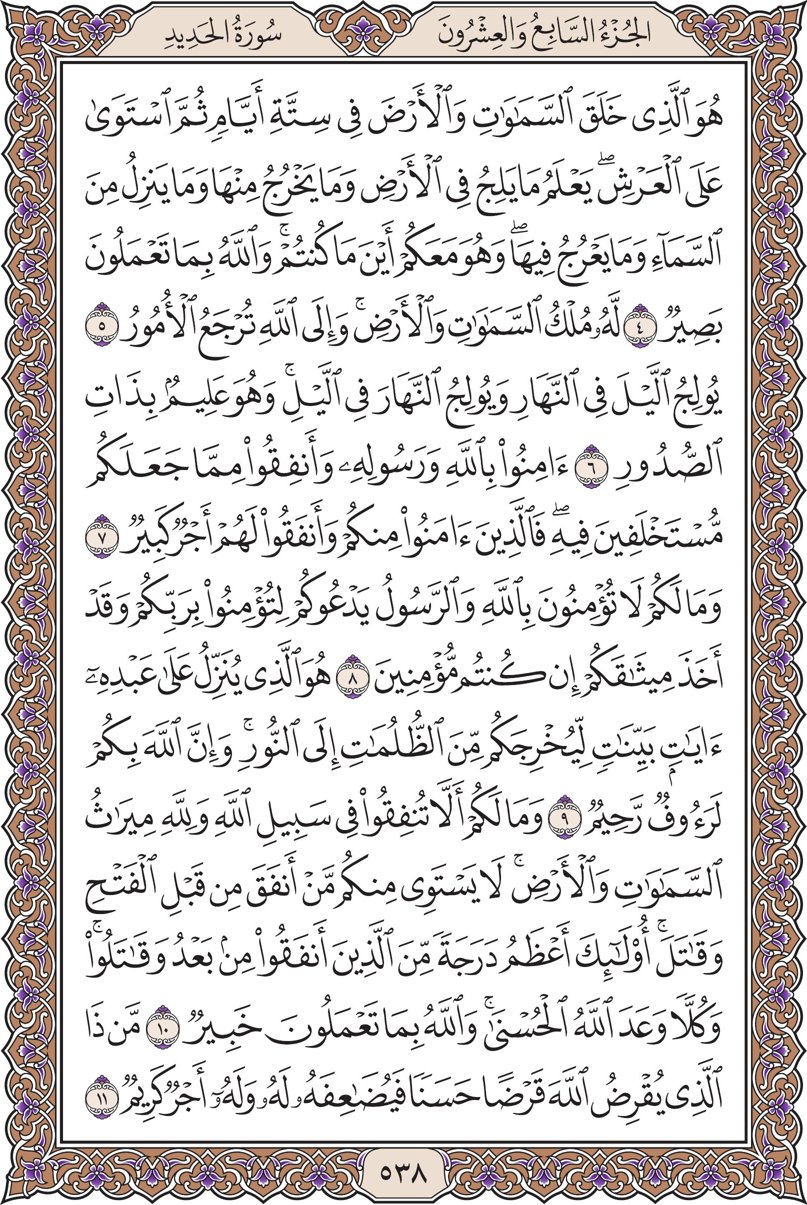 الجُزْءُ السَّابِعُ وَالعِشْرُونَ
سُورَةُ الحَدِيدِ
هُوَ ٱلَّذِى خَلَقَ ٱلسَّمَٰوَٰتِ وَٱلْأَرْضَ فِى سِتَّةِ أَيَّامٍ ثُمَّ ٱسْتَوَىٰ
عَلَى ٱلْعَرْشِ ۖ يَعْلَمُ مَا يَلِجُ فِى ٱلْأَرْضِ وَمَا يَخْرُجُ مِنْهَا وَمَا يَنزِلُ مِنَ
ٱلسَّمَآءِ وَمَا يَعْرُجُ فِيهَا ۖ وَهُوَ مَعَكُمْ أَيْنَ مَا كُنتُمْ ۚ وَٱللَّهُ بِمَا تَعْمَلُونَ
بَصِيرٌ ٤ لَّهُۥ مُلْكُ ٱلسَّمَٰوَٰتِ وَٱلْأَرْضِ ۚ وَإِلَى ٱللَّهِ تُرْجَعُ ٱلْأُمُورُ ٥
يُولِجُ ٱلَّيْلَ فِى ٱلنَّهَارِ وَيُولِجُ ٱلنَّهَارَ فِى ٱلَّيْلِ ۚ وَهُوَ عَلِيمٌۢ بِذَاتِ
ٱلصُّدُورِ ٦ ءَامِنُوا۟ بِٱللَّهِ وَرَسُولِهِۦ وَأَنفِقُوا۟ مِمَّا جَعَلَكُم
مُّسْتَخْلَفِينَ فِيهِ ۖ فَٱلَّذِينَ ءَامَنُوا۟ مِنكُمْ وَأَنفَقُوا۟ لَهُمْ أَجْرٌ كَبِيرٌ ٧
وَمَا لَكُمْ لَا تُؤْمِنُونَ بِٱللَّهِ وَٱلرَّسُولُ يَدْعُوكُمْ لِتُؤْمِنُوا۟ بِرَبِّكُمْ وَقَدْ
أَخَذَ مِيثَٰقَكُمْ إِن كُنتُم مُّؤْمِنِينَ ٨ هُوَ ٱلَّذِى يُنَزِّلُ عَلَىٰ عَبْدِهِۦٓ
ءَايَٰتٍۭ بَيِّنَٰتٍ لِّيُخْرِجَكُم مِّنَ ٱلظُّلُمَٰتِ إِلَى ٱلنُّورِ ۚ وَإِنَّ ٱللَّهَ بِكُمْ
لَرَءُوفٌ رَّحِيمٌ ٩ وَمَا لَكُمْ أَلَّا تُنفِقُوا۟ فِى سَبِيلِ ٱللَّهِ وَلِلَّهِ مِيرَٰثُ
ٱلسَّمَٰوَٰتِ وَٱلْأَرْضِ ۚ لَا يَسْتَوِى مِنكُم مَّنْ أَنفَقَ مِن قَبْلِ ٱلْفَتْحِ
وَقَٰتَلَ ۚ أُو۟لَٰٓئِكَ أَعْظَمُ دَرَجَةً مِّنَ ٱلَّذِينَ أَنفَقُوا۟ مِنۢ بَعْدُ وَقَٰتَلُوا۟ ۚ
وَكُلًّا وَعَدَ ٱللَّهُ ٱلْحُسْنَىٰ ۚ وَٱللَّهُ بِمَا تَعْمَلُونَ خَبِيرٌ ١٠ مَّن ذَا
ٱلَّذِى يُقْرِضُ ٱللَّهَ قَرْضًا حَسَنًا فَيُضَٰعِفَهُۥ لَهُۥ وَلَهُۥٓ أَجْرٌ كَرِيمٌ ١١
٥٣٨